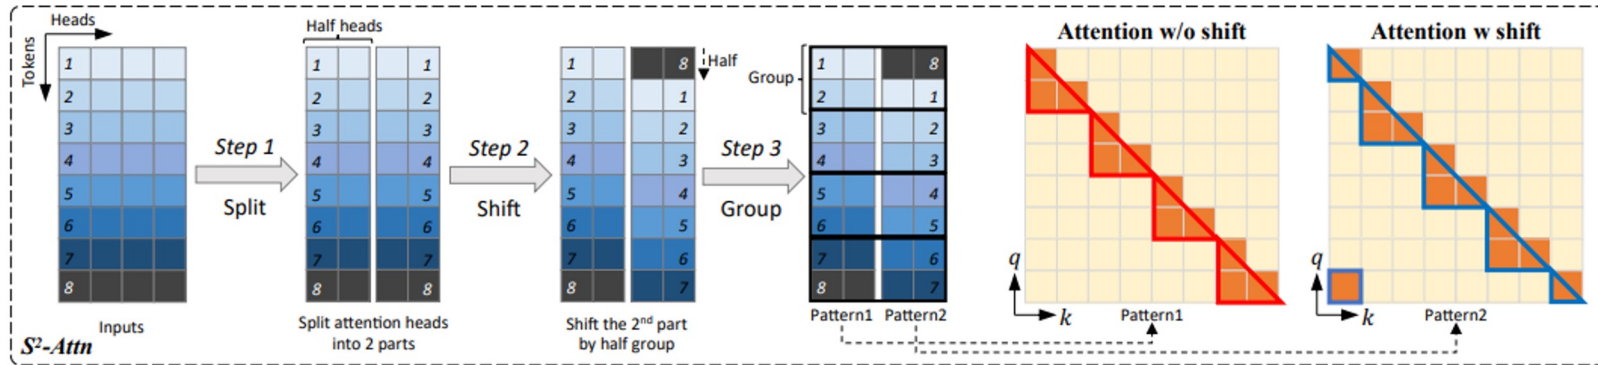 Heads
Tokens
1
2
3
4
5
6
7
8
Inputs
S²-Attn
Step 1
Split
Half heads
1 1
2 2
3 3
4 4
5 5
6 6
7 7
8 8
Split attention heads
into 2 parts
Step 2
Shift
1 8
2 1
3 2
4 3
5 4
6 5
7 6
8 7
Half
Shift the 2nd part
by half group
Step 3
Group
Group
1 8
2 1
3 2
4 3
5 4
6 5
7 6
8 7
Pattern1 Pattern2
Attention w/o shift
q
k
Pattern1
Attention w shift
q
k
Pattern2